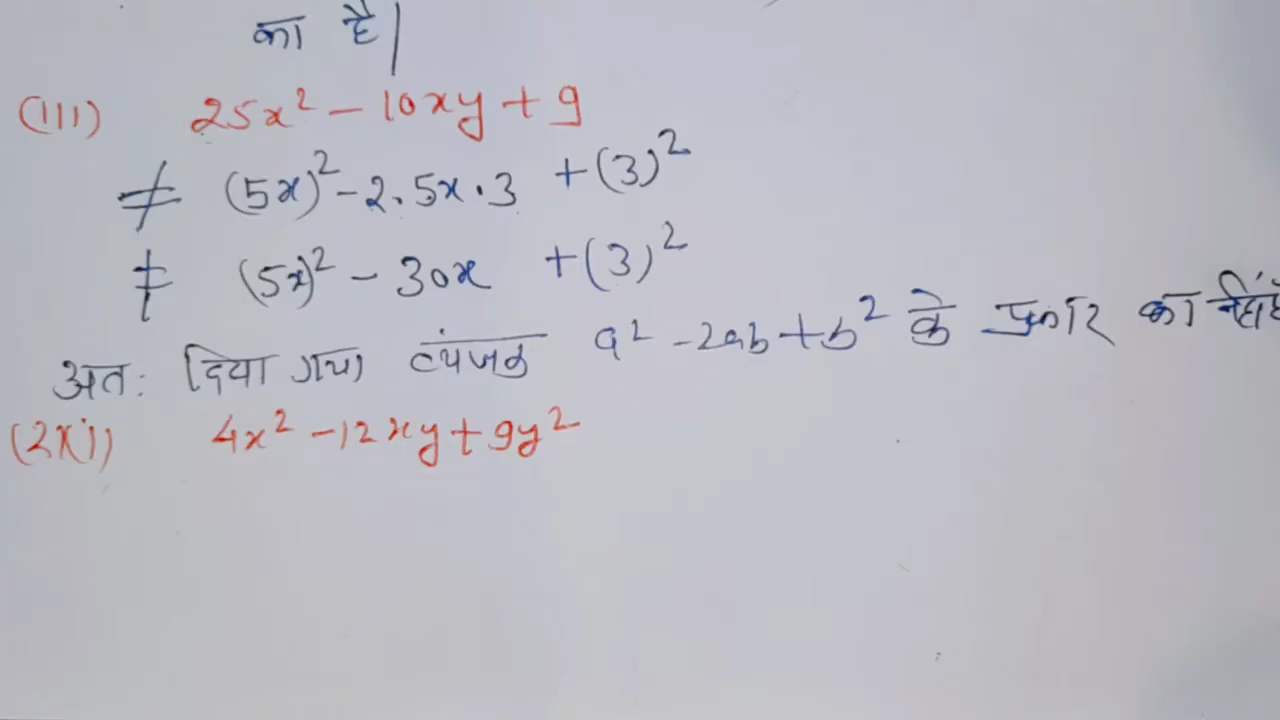 का है|
(III) 25x² - 10xy + 9
≠ (5x)² - 2.5x.3 + (3)²
≠ (5x)² - 30x + (3)²
अतः दिया गया व्यंजक a² - 2ab + b² के प्रकार का नहीं है
(2)(i) 4x² - 12xy + 9y²